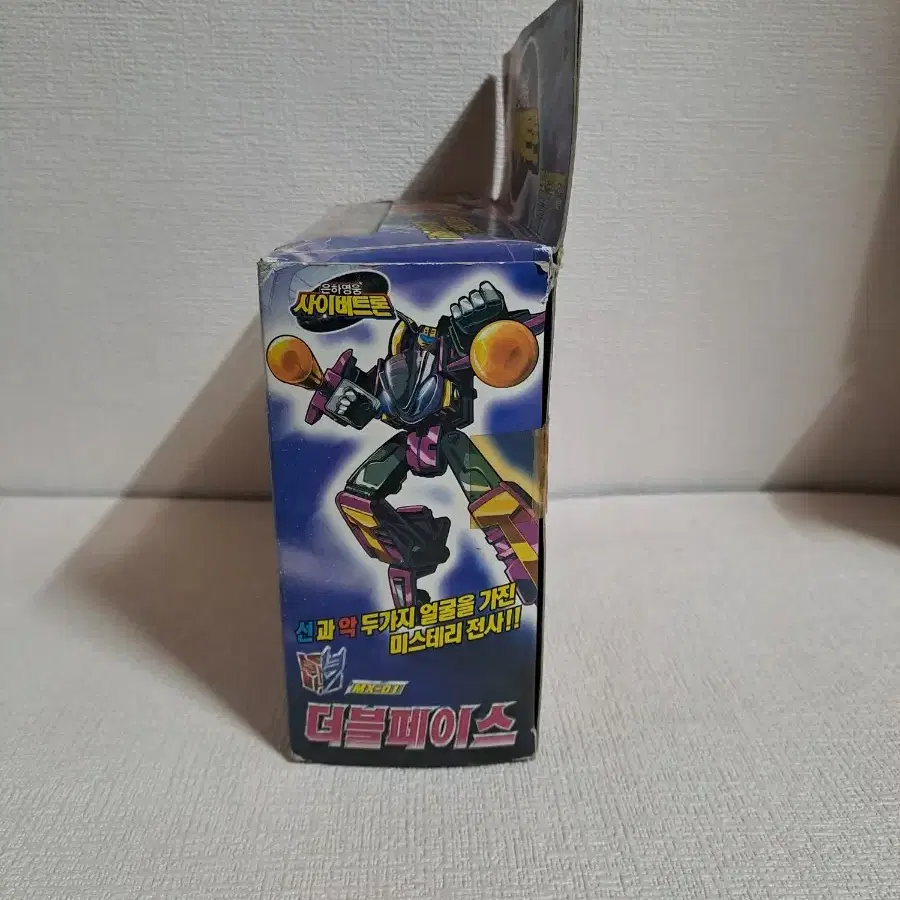 은하영웅
사이버트론
선과 악 두가지 얼굴을 가진
미스테리 전사!!
MX-01
더블페이스